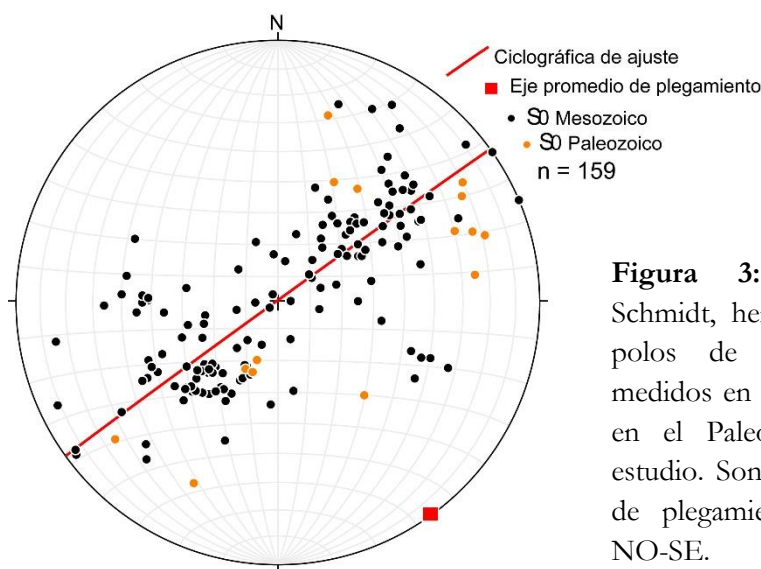 N
Ciclográfica de ajuste
Eje promedio de plegamiento
S0 Mesozoico
S0 Paleozoico
n = 159
Figura 3:
Schmidt, he
polos de
medidos en
en el Paleo
estudio. Son
de plegamie
NO-SE.